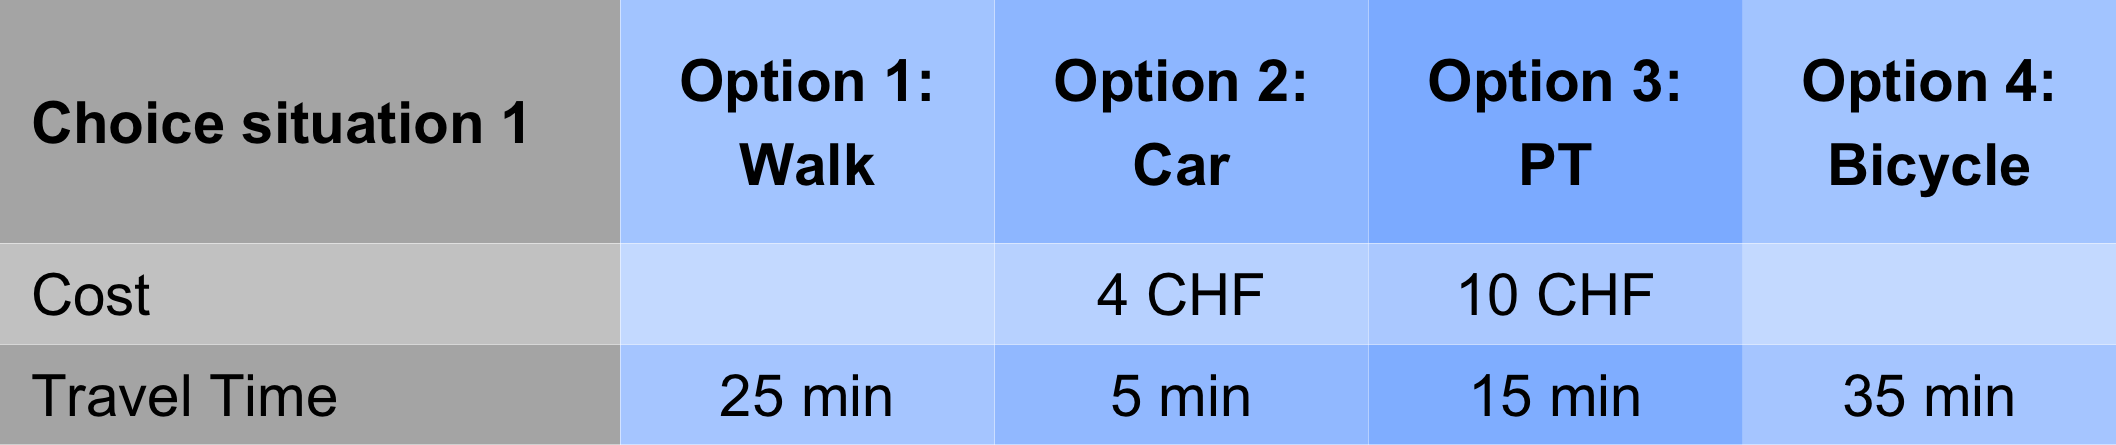 Choice situation 1
Option 1:
Walk
Option 2:
Car
Option 3:
PT
Option 4:
Bicycle
Cost 4 CHF 10 CHF
Travel Time 25 min 5 min 15 min 35 min